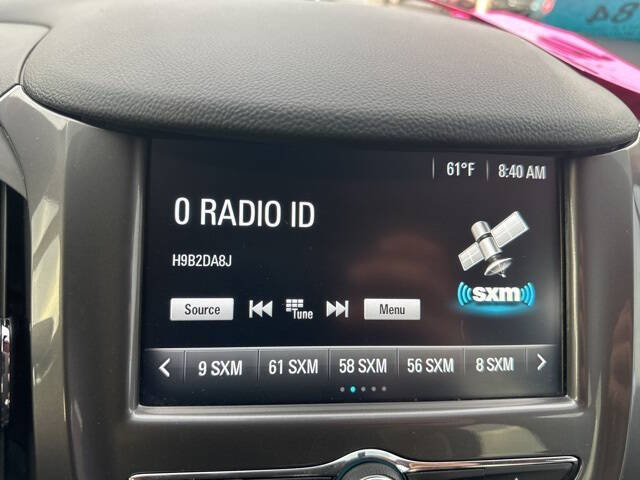 84
61°F 8:40 AM
0 RADIO ID
H9B2DA8J
sxm
Source Tune Menu
9 SXM 61 SXM 58 SXM 56 SXM 8 SXM